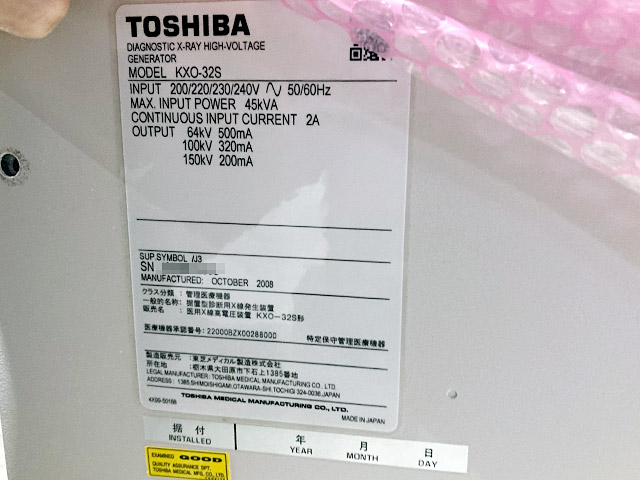 TOSHIBA
DIAGNOSTIC X-RAY HIGH-VOLTAGE
GENERATOR
MODEL KXO-32S
INPUT 200/220/230/240V ∿ 50/60Hz
MAX. INPUT POWER 45kVA
CONTINUOUS INPUT CURRENT 2A
OUTPUT 64kV 500mA
100kV 320mA
150kV 200mA
SUP.SYMBOL /J3
SN
MANUFACTURED: OCTOBER 2008
クラス分類：管理医療機器
一般的名称：据置型診断用X線発生装置
販売名：医用X線高電圧装置 KXO-32S形
医療機器承認番号：22000BZX00288000 特定保守管理医療機器
製造販売元：東芝メディカル製造株式会社
所在地：栃木県大田原市下石上1385番地
LEGAL MANUFACTURER : TOSHIBA MEDICAL MANUFACTURING CO., LTD.
ADDRESS : 1385,SHIMOISHIGAMI,OTAWARA-SHI,TOCHIGI 324-0036,JAPAN
TOSHIBA MEDICAL MANUFACTURING CO., LTD.
4X99-50188 MADE IN JAPAN
据付 年 月 日
INSTALLED YEAR MONTH DAY
EXAMINED GOOD
QUALITY ASSURANCE DPT.
TOSHIBA MEDICAL MFG. CO., LTD.